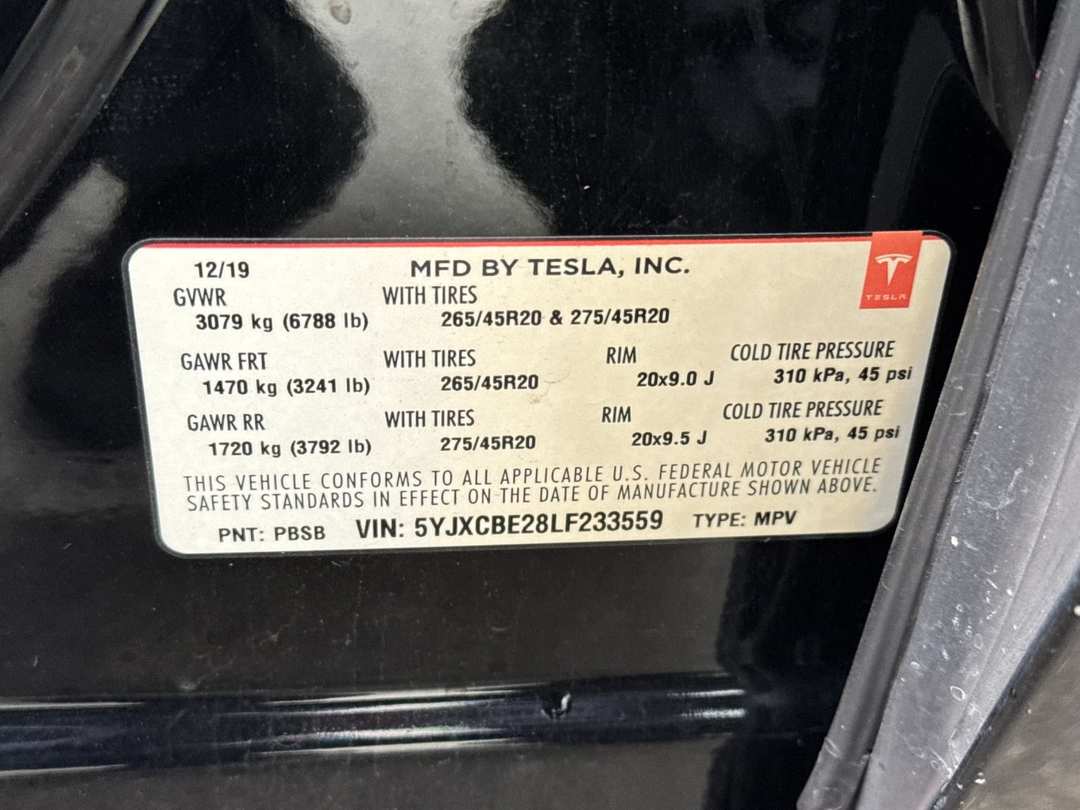 12/19 MFD BY TESLA, INC.
TESLA
GVWR WITH TIRES
3079 kg (6788 lb) 265/45R20 & 275/45R20
GAWR FRT WITH TIRES RIM COLD TIRE PRESSURE
1470 kg (3241 lb) 265/45R20 20x9.0 J 310 kPa, 45 psi
GAWR RR WITH TIRES RIM COLD TIRE PRESSURE
1720 kg (3792 lb) 275/45R20 20x9.5 J 310 kPa, 45 psi
THIS VEHICLE CONFORMS TO ALL APPLICABLE U.S. FEDERAL MOTOR VEHICLE
SAFETY STANDARDS IN EFFECT ON THE DATE OF MANUFACTURE SHOWN ABOVE.
PNT: PBSB VIN: 5YJXCBE28LF233559 TYPE: MPV